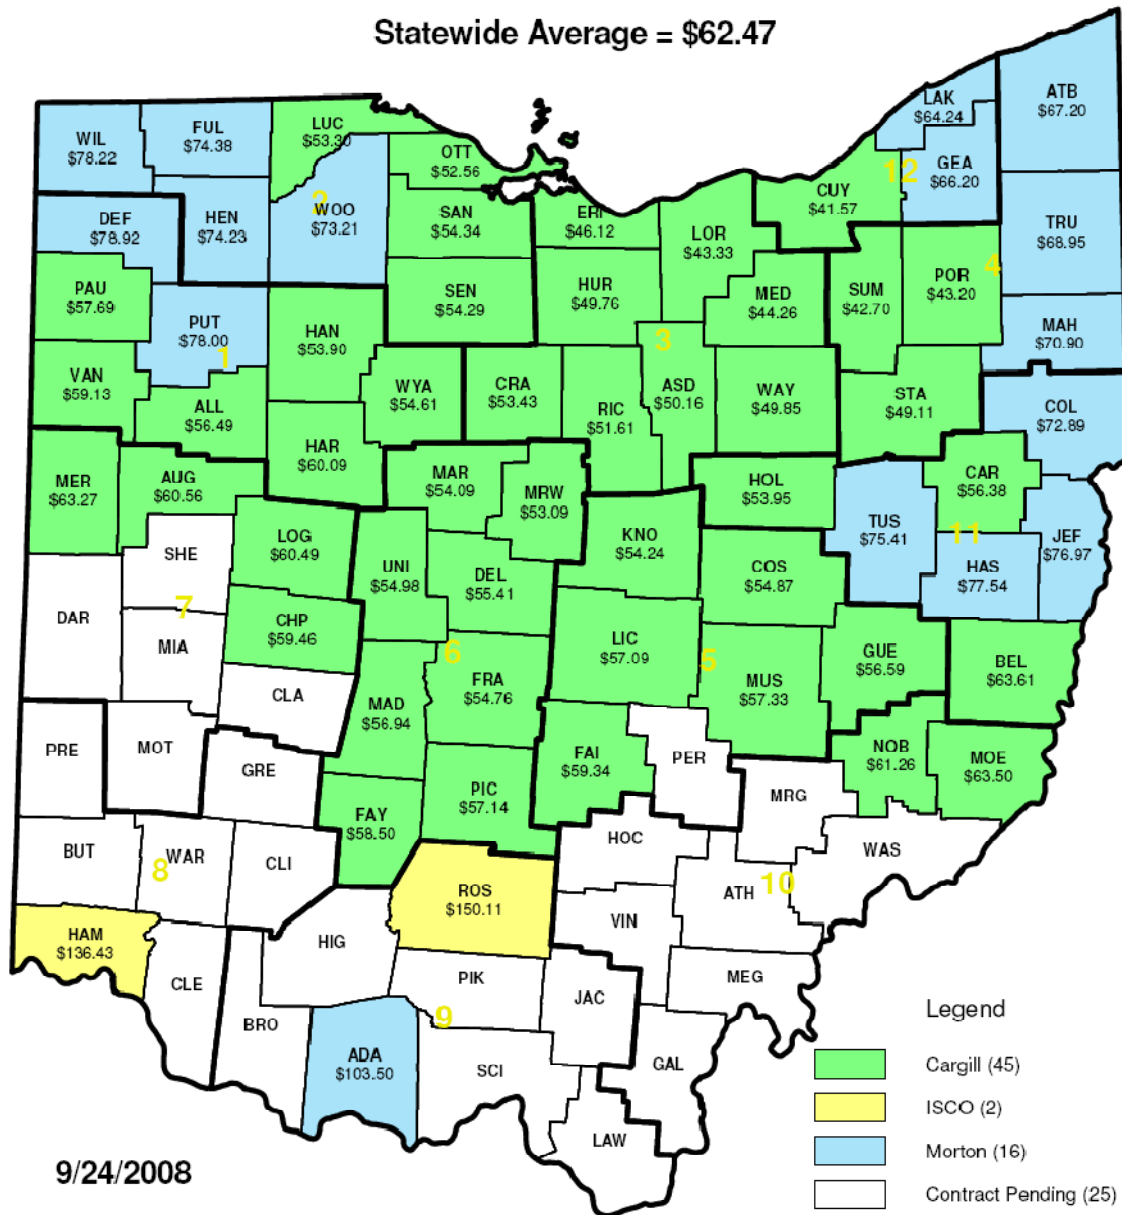 Statewide Average = $62.47
WIL
$78.22
FUL
$74.38
LUC
$53.30
OTT
$52.56
LAK
$64.24
ATB
$67.20
12
GEA
$66.20
CUY
$41.57
DEF
$78.92
HEN
$74.23
2
WOO
$73.21
SAN
$54.34
ERI
$46.12
LOR
$43.33
TRU
$68.95
PAU
$57.69
SEN
$54.29
HUR
$49.76
MED
$44.26
SUM
$42.70
POR
$43.20
4
PUT
$78.00
1
HAN
$53.90
3
MAH
$70.90
VAN
$59.13
ALL
$56.49
WYA
$54.61
CRA
$53.43
RIC
$51.61
ASD
$50.16
WAY
$49.85
STA
$49.11
COL
$72.89
HAR
$60.09
MER
$63.27
AUG
$60.56
MAR
$54.09
MRW
$53.09
HOL
$53.95
CAR
$56.38
TUS
$75.41
11
JEF
$76.97
SHE
LOG
$60.49
UNI
$54.98
DEL
$55.41
KNO
$54.24
COS
$54.87
HAS
$77.54
DAR
7
MIA
CHP
$59.46
6
LIC
$57.09
5
GUE
$56.59
BEL
$63.61
CLA
MAD
$56.94
FRA
$54.76
MUS
$57.33
PRE
MOT
GRE
FAI
$59.34
PER
NOB
$61.26
MOE
$63.50
PIC
$57.14
MRG
FAY
$58.50
BUT
8
WAR
CLI
HOC
WAS
ROS
$150.11
ATH
10
HAM
$136.43
HIG
VIN
CLE
PIK
MEG
JAC
BRO
9
ADA
$103.50
SCI
GAL
LAW
Legend
Cargill (45)
ISCO (2)
Morton (16)
Contract Pending (25)
9/24/2008